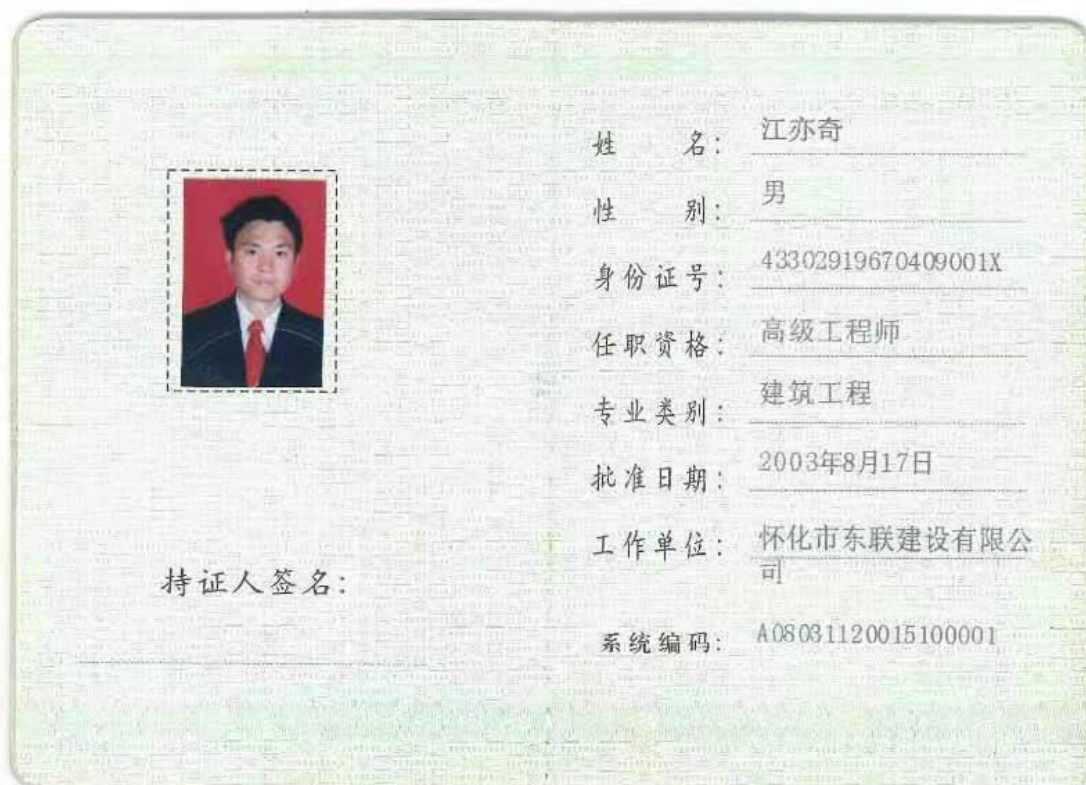 姓 名: 江亦奇
性 别: 男
身份证号: 43302919670409001X
任职资格: 高级工程师
专业类别: 建筑工程
批准日期: 2003年8月17日
工作单位: 怀化市东联建设有限公
司
持证人签名:
系统编码: A08031120015100001